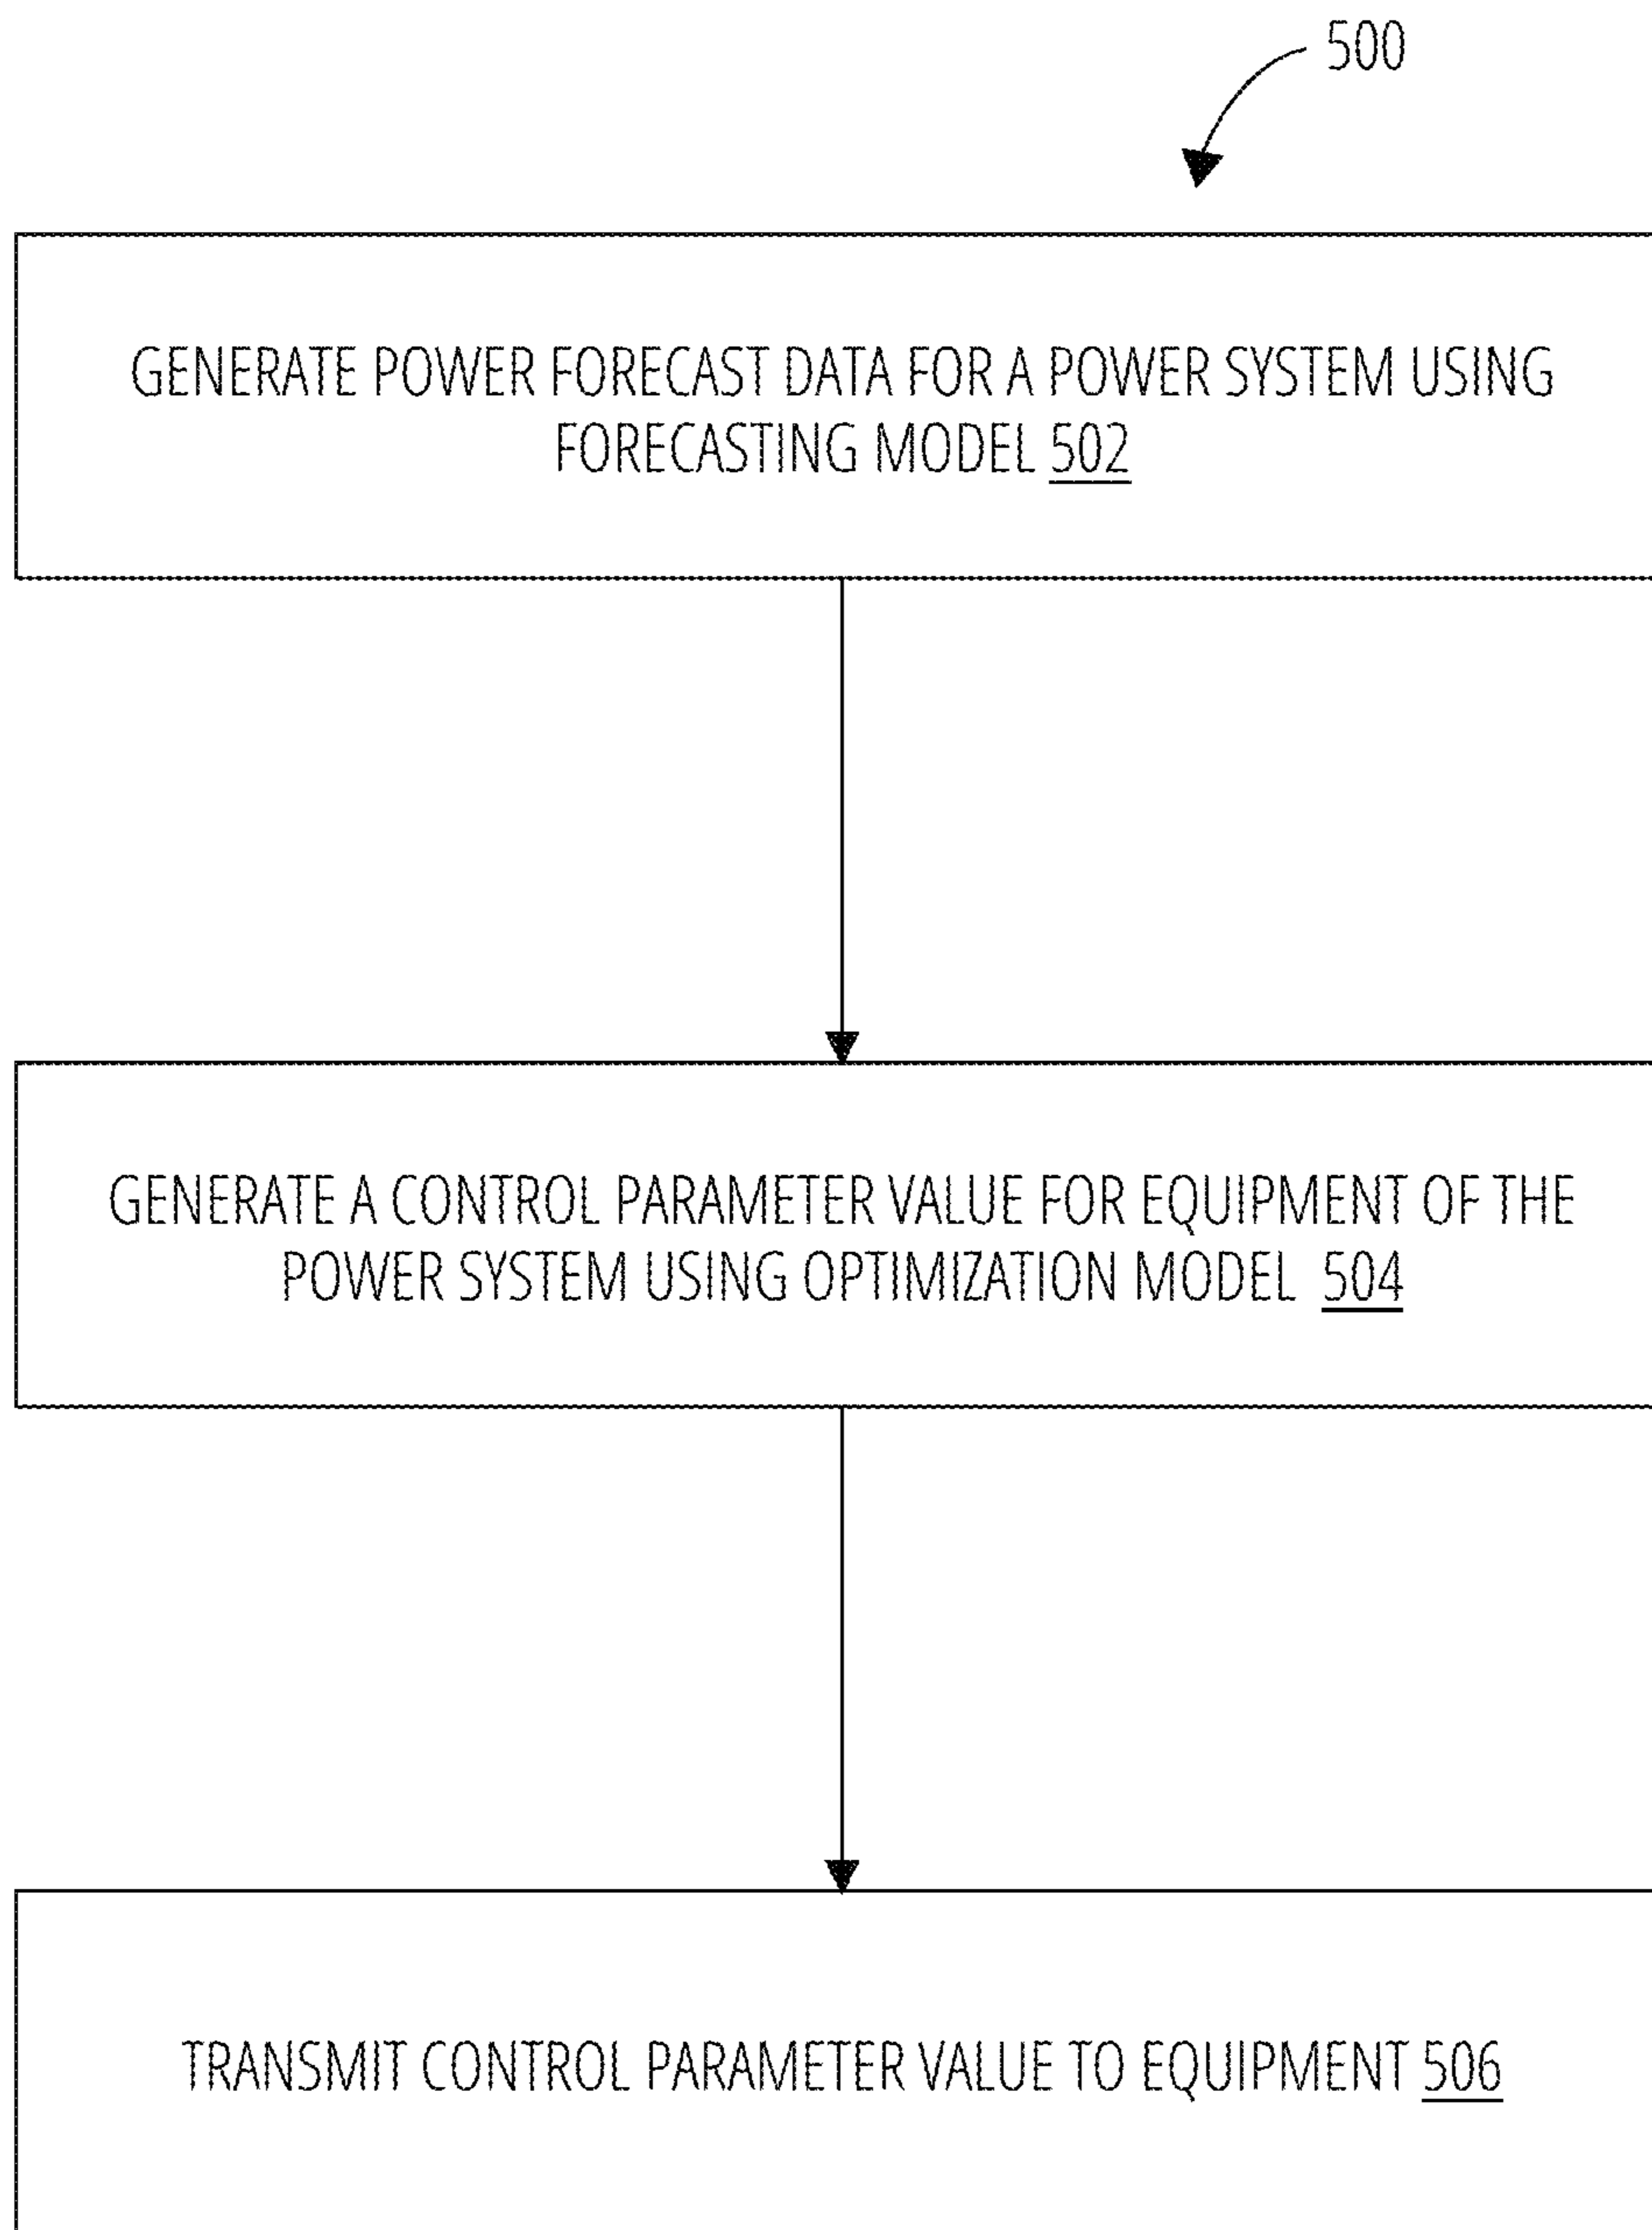 500
GENERATE POWER FORECAST DATA FOR A POWER SYSTEM USING
FORECASTING MODEL 502
GENERATE A CONTROL PARAMETER VALUE FOR EQUIPMENT OF THE
POWER SYSTEM USING OPTIMIZATION MODEL 504
TRANSMIT CONTROL PARAMETER VALUE TO EQUIPMENT 506